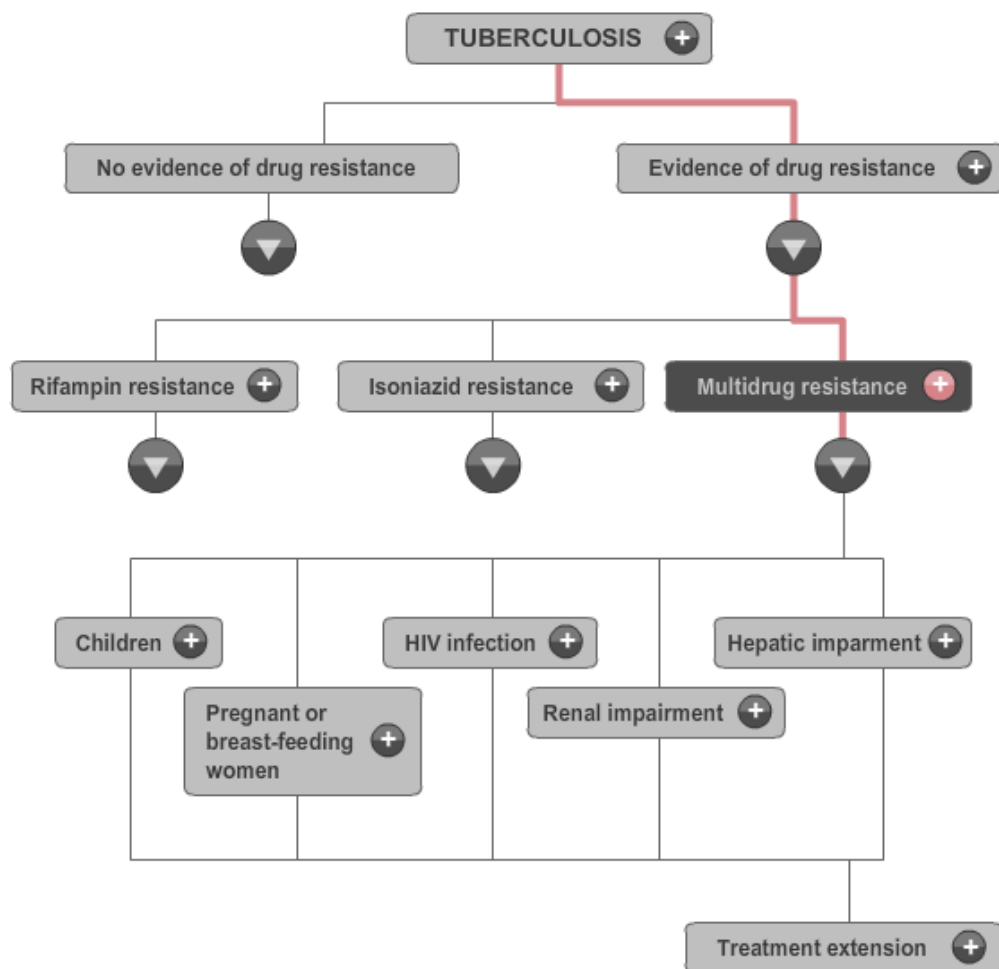 TUBERCULOSIS
No evidence of drug resistance
Evidence of drug resistance
Rifampin resistance
Isoniazid resistance
Multidrug resistance
Children
HIV infection
Hepatic imparment
Pregnant or
breast-feeding
women
Renal impairment
Treatment extension